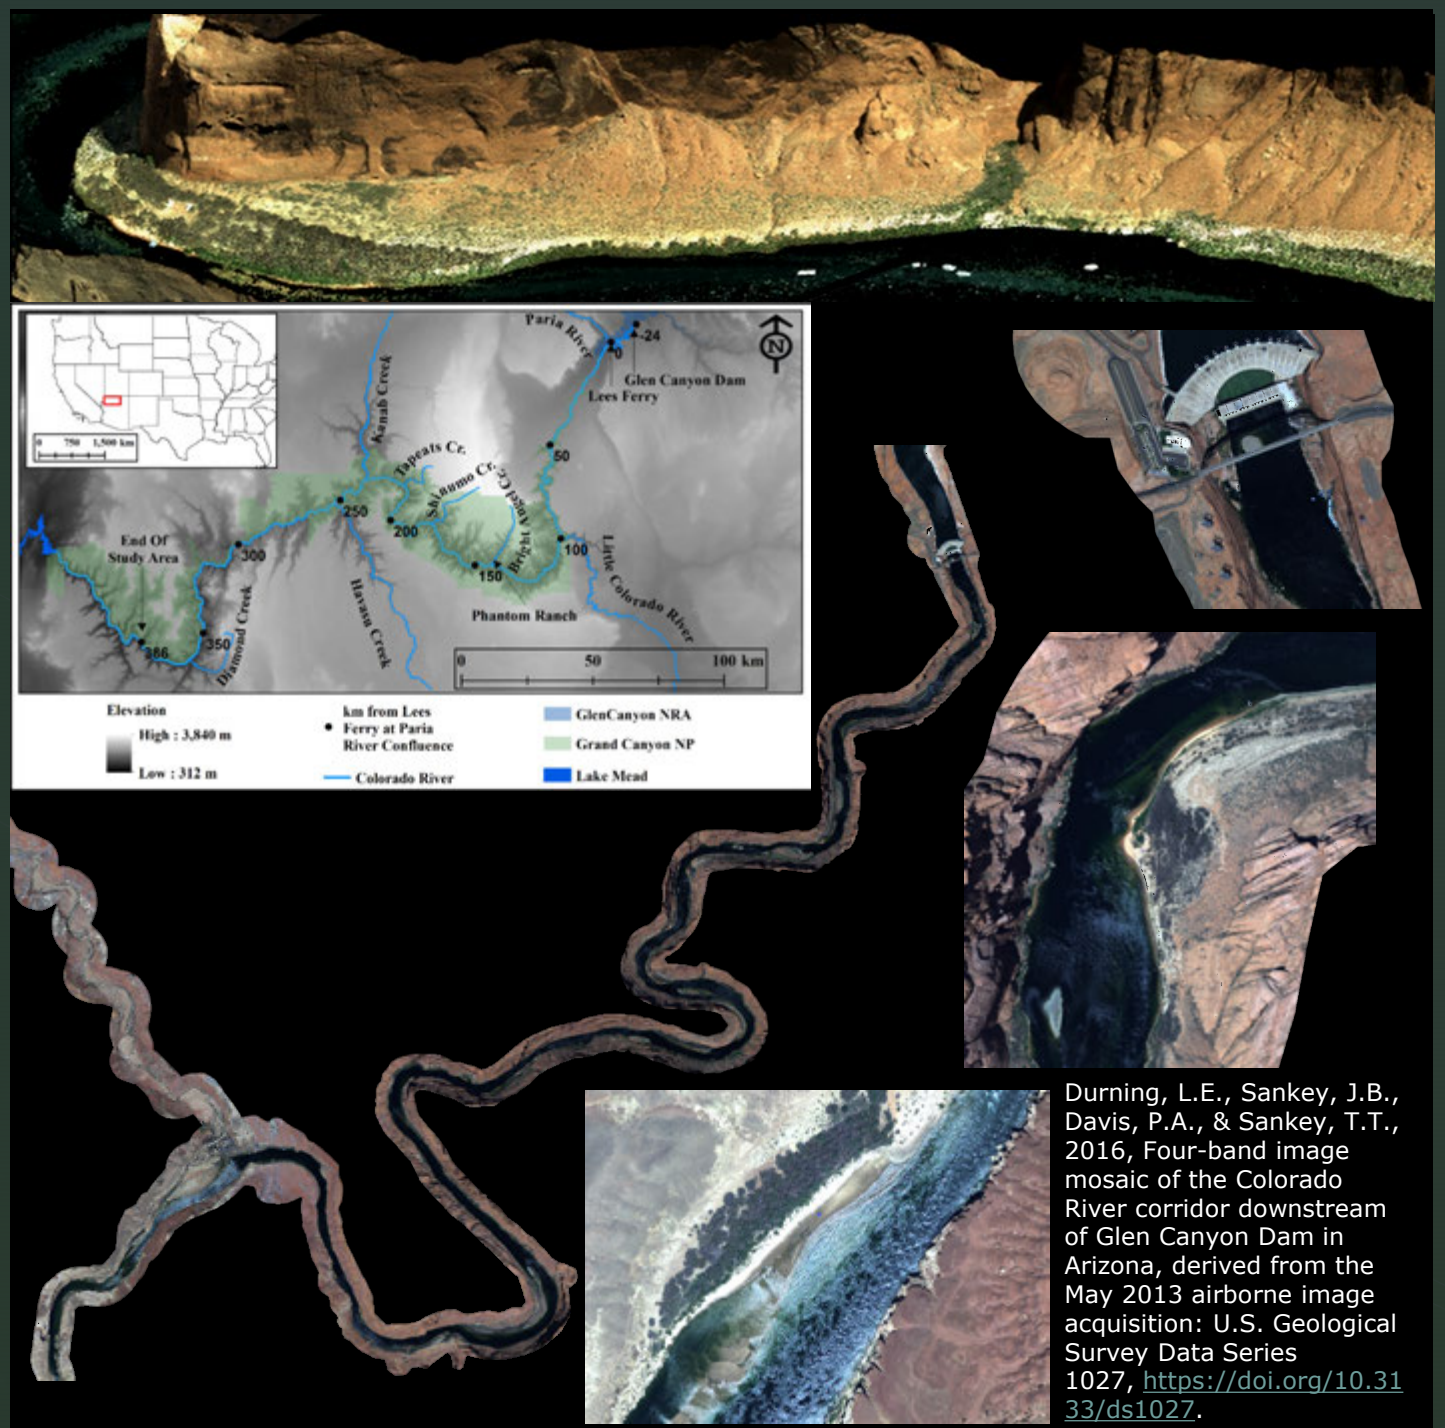 Paria River
-24
0
N
Glen Canyon Dam
Lees Ferry
Kanab Creek
0 750 1,500 km
50
Tapeats Cr.
Shinumo Cr.
Bright Angel Cr.
250
200
End Of
Study Area
300
100
150
Little Colorado River
Havasu Creek
Phantom Ranch
350
386
Diamond Creek
0 50 100 km
Elevation
High : 3,840 m
Low : 312 m
km from Lees
Ferry at Paria
River Confluence
Colorado River
GlenCanyon NRA
Grand Canyon NP
Lake Mead
Durning, L.E., Sankey, J.B.,
Davis, P.A., & Sankey, T.T.,
2016, Four-band image
mosaic of the Colorado
River corridor downstream
of Glen Canyon Dam in
Arizona, derived from the
May 2013 airborne image
acquisition: U.S. Geological
Survey Data Series
1027, https://doi.org/10.31
33/ds1027.